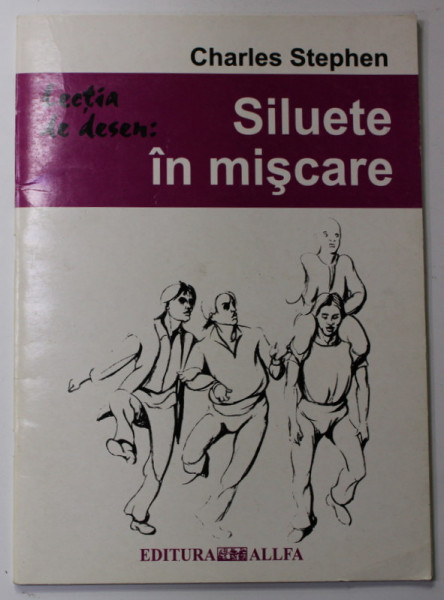 Charles Stephen
Lecția
de desen:
Siluete
în mişcare
EDITURA ALLFA